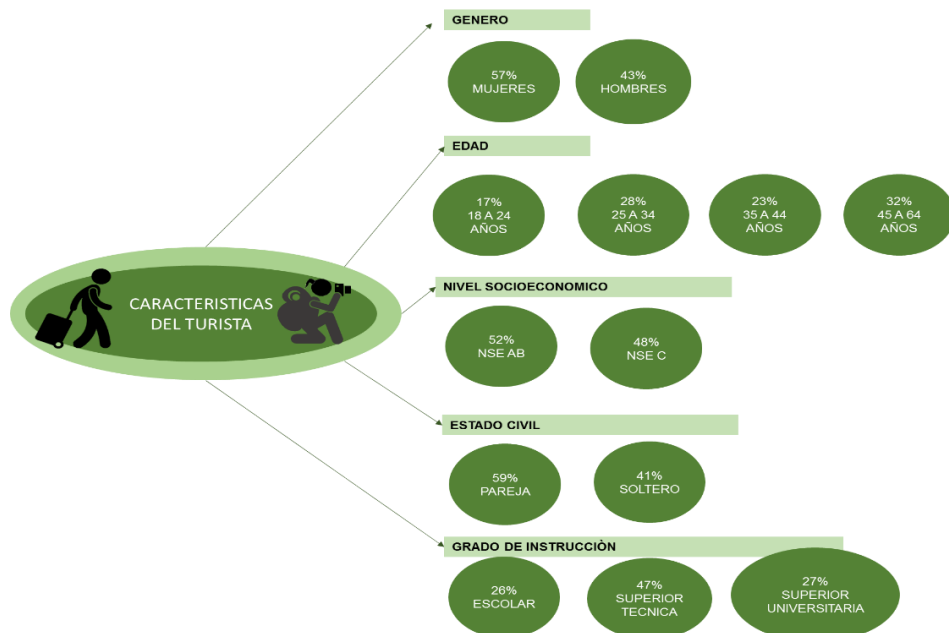 GENERO
57%
MUJERES
43%
HOMBRES
EDAD
17%
18 A 24
AÑOS
28%
25 A 34
AÑOS
23%
35 A 44
AÑOS
32%
45 A 64
AÑOS
CARACTERISTICAS
DEL TURISTA
NIVEL SOCIOECONOMICO
52%
NSE AB
48%
NSE C
ESTADO CIVIL
59%
PAREJA
41%
SOLTERO
GRADO DE INSTRUCCIÒN
26%
ESCOLAR
47%
SUPERIOR
TECNICA
27%
SUPERIOR
UNIVERSITARIA